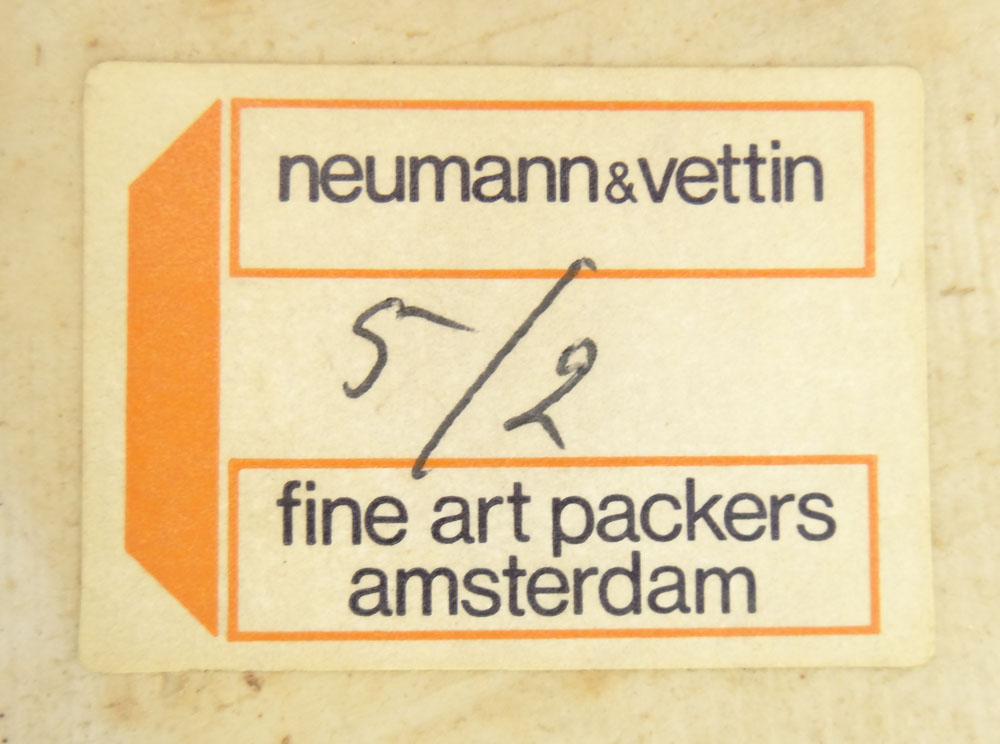 neumann&vettin
5/2
fine art packers
amsterdam